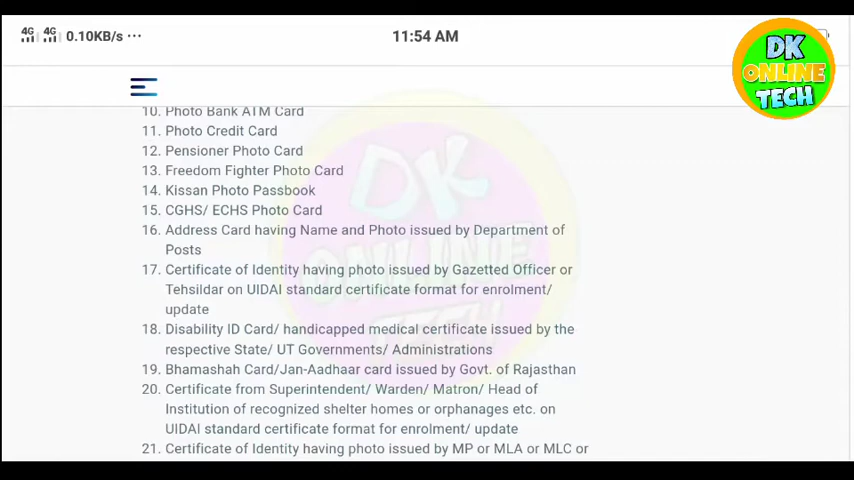 4G 4G 0.10KB/s ··· 11:54 AM
DK
ONLINE
TECH
10. Photo Bank ATM Card
11. Photo Credit Card
12. Pensioner Photo Card
13. Freedom Fighter Photo Card
14. Kissan Photo Passbook
15. CGHS/ ECHS Photo Card
16. Address Card having Name and Photo issued by Department of
Posts
17. Certificate of Identity having photo issued by Gazetted Officer or
Tehsildar on UIDAI standard certificate format for enrolment/
update
18. Disability ID Card/ handicapped medical certificate issued by the
respective State/ UT Governments/ Administrations
19. Bhamashah Card/Jan-Aadhaar card issued by Govt. of Rajasthan
20. Certificate from Superintendent/ Warden/ Matron/ Head of
Institution of recognized shelter homes or orphanages etc. on
UIDAI standard certificate format for enrolment/ update
21. Certificate of Identity having photo issued by MP or MLA or MLC or
DK
ONLINE
TECH